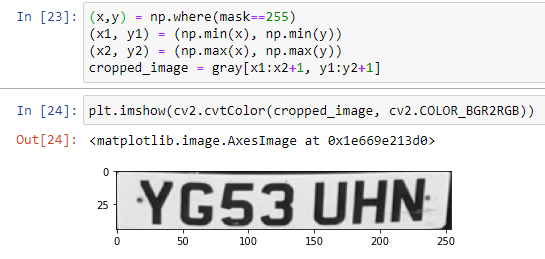 In [23]: (x,y) = np.where(mask==255)
(x1, y1) = (np.min(x), np.min(y))
(x2, y2) = (np.max(x), np.max(y))
cropped_image = gray[x1:x2+1, y1:y2+1]
In [24]: plt.imshow(cv2.cvtColor(cropped_image, cv2.COLOR_BGR2RGB))
Out[24]: <matplotlib.image.AxesImage at 0x1e669e213d0>
0
25
YG53 UHN
0 50 100 150 200 250